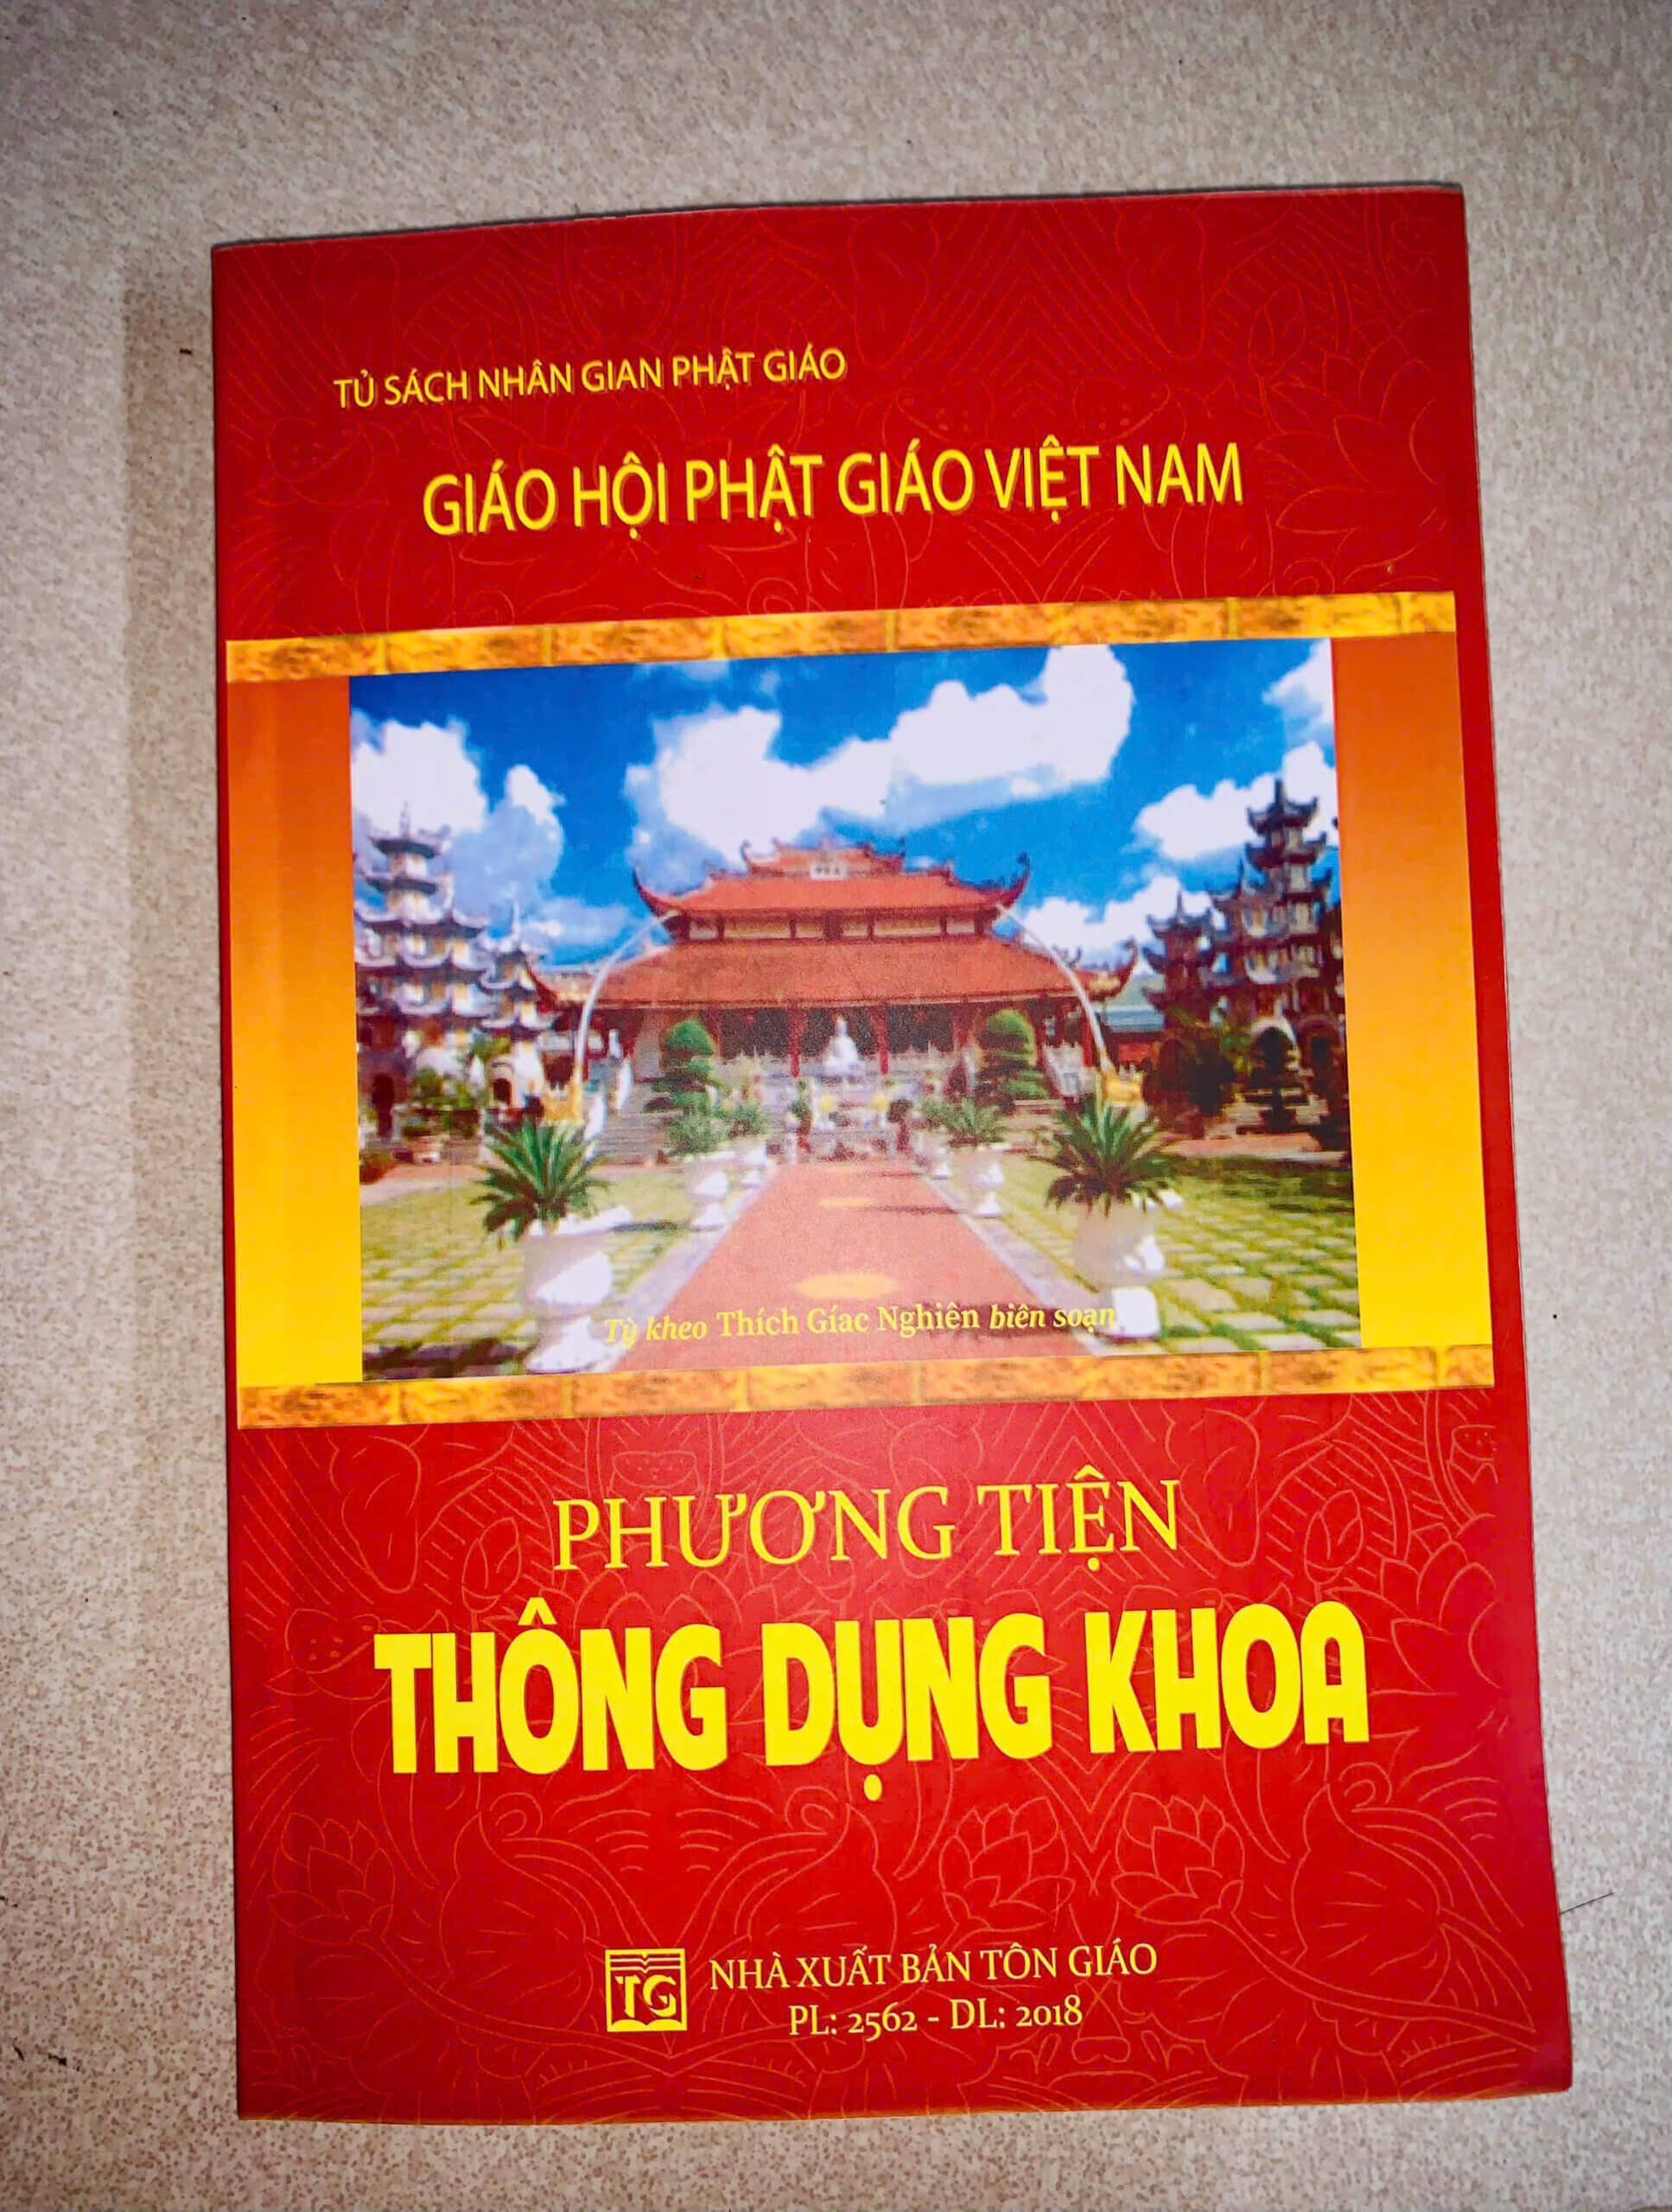 TỦ SÁCH NHÂN GIAN PHẬT GIÁO
GIÁO HỘI PHẬT GIÁO VIỆT NAM
Tỳ kheo Thích Gíac Nghiên biên soạn
PHƯƠNG TIỆN
THÔNG DỤNG KHOA
TG
NHÀ XUẤT BẢN TÔN GIÁO
PL: 2562 - DL: 2018